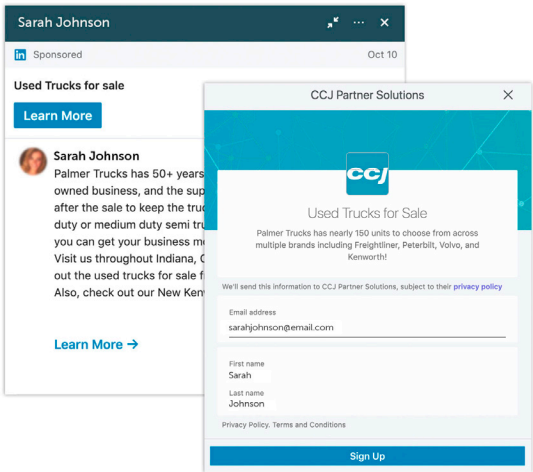 Sarah Johnson
in Sponsored
Oct 10
Used Trucks for sale
Learn More
Sarah Johnson
Palmer Trucks has 50+ years
owned business, and the sup
after the sale to keep the truc
duty or medium duty semi tru
you can get your business mo
Visit us throughout Indiana,
out the used trucks for sale f
Also, check out our New Ken
Learn More →
CCJ Partner Solutions
ccj
Used Trucks for Sale
Palmer Trucks has nearly 150 units to choose from across
multiple brands including Freightliner, Peterbilt, Volvo, and
Kenworth!
We'll send this information to CCJ Partner Solutions, subject to their privacy policy
Email address
sarahjohnson@email.com
First name
Sarah
Last name
Johnson
Privacy Policy. Terms and Conditions
Sign Up